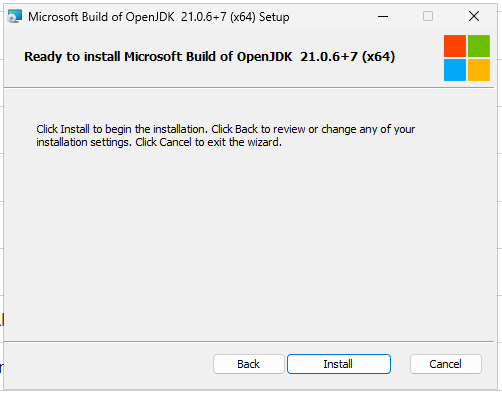 Microsoft Build of OpenJDK 21.0.6+7 (x64) Setup
Ready to install Microsoft Build of OpenJDK 21.0.6+7 (x64)
Click Install to begin the installation. Click Back to review or change any of your
installation settings. Click Cancel to exit the wizard.
Back Install Cancel